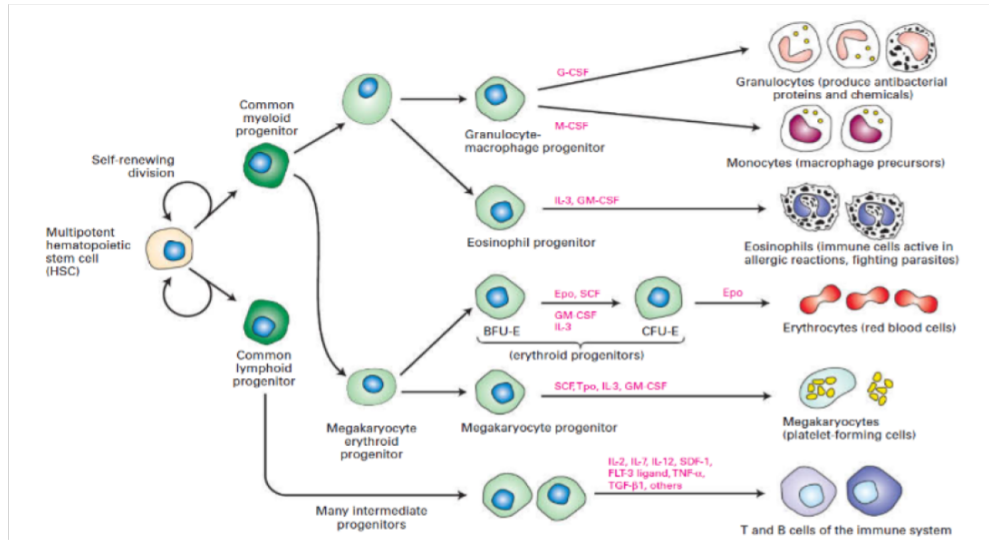 G-CSF
Granulocytes (produce antibacterial
proteins and chemicals)
Common
myeloid
progenitor
M-CSF
Granulocyte-
macrophage progenitor
Monocytes (macrophage precursors)
Self-renewing
division
IL-3, GM-CSF
Multipotent
hematopoietic
stem cell
(HSC)
Eosinophil progenitor
Eosinophils (immune cells active in
allergic reactions, fighting parasites)
Epo, SCF
Epo
GM-CSF
IL-3
BFU-E
CFU-E
Erythrocytes (red blood cells)
(erythroid progenitors)
Common
lymphoid
progenitor
SCF, Tpo, IL-3, GM-CSF
Megakaryocyte
erythroid
progenitor
Megakaryocyte progenitor
Megakaryocytes
(platelet-forming cells)
IL-2, IL-7, IL-12, SDF-1,
FLT-3 ligand, TNF-α,
TGF-β1, others
Many intermediate
progenitors
T and B cells of the immune system